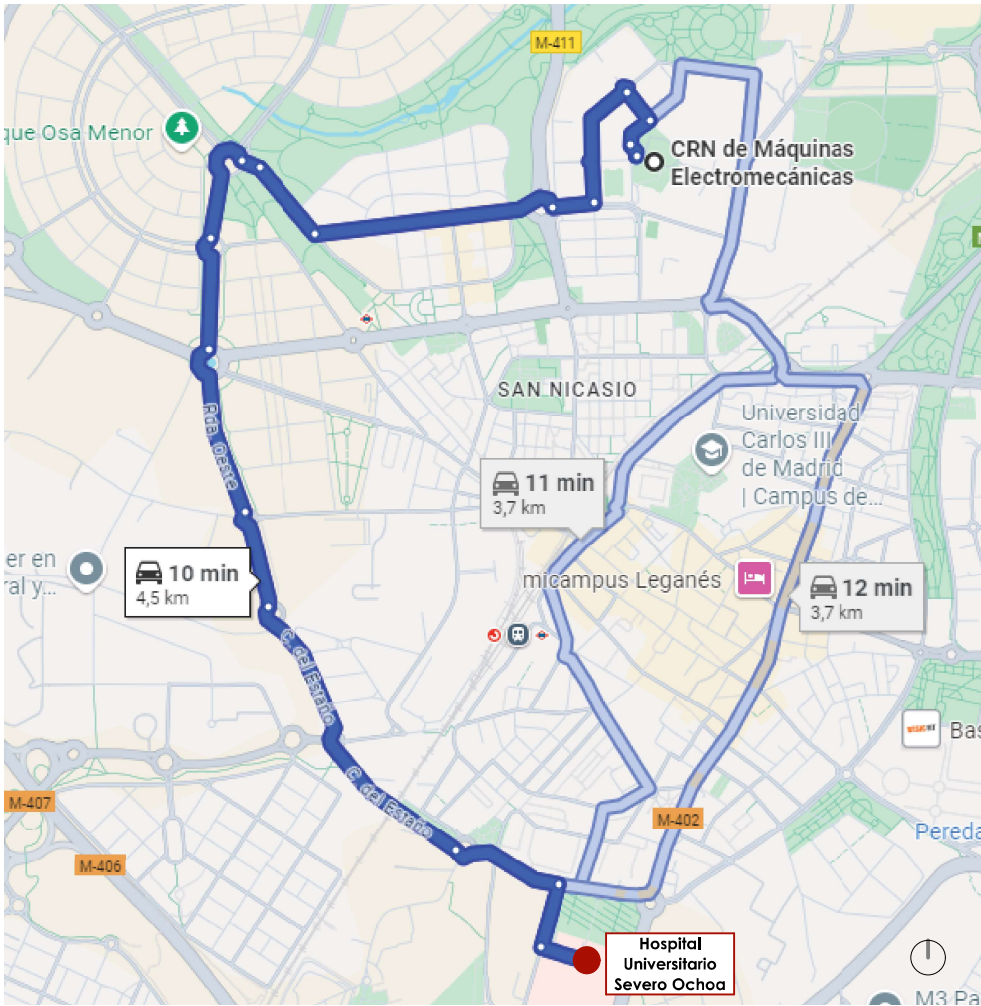 M-411
que Osa Menor
CRN de Máquinas
Electromecánicas
SAN NICASIO
Universidad
Carlos III
de Madrid
| Campus de...
Rda. Oeste
11 min
3,7 km
er en
ral y...
10 min
4,5 km
micampus Leganés
12 min
3,7 km
C. del Estaño
C. del Estaño
M-407
M-406
M-402
Bas
Pereda
Hospital
Universitario
Severo Ochoa
M3 Pa